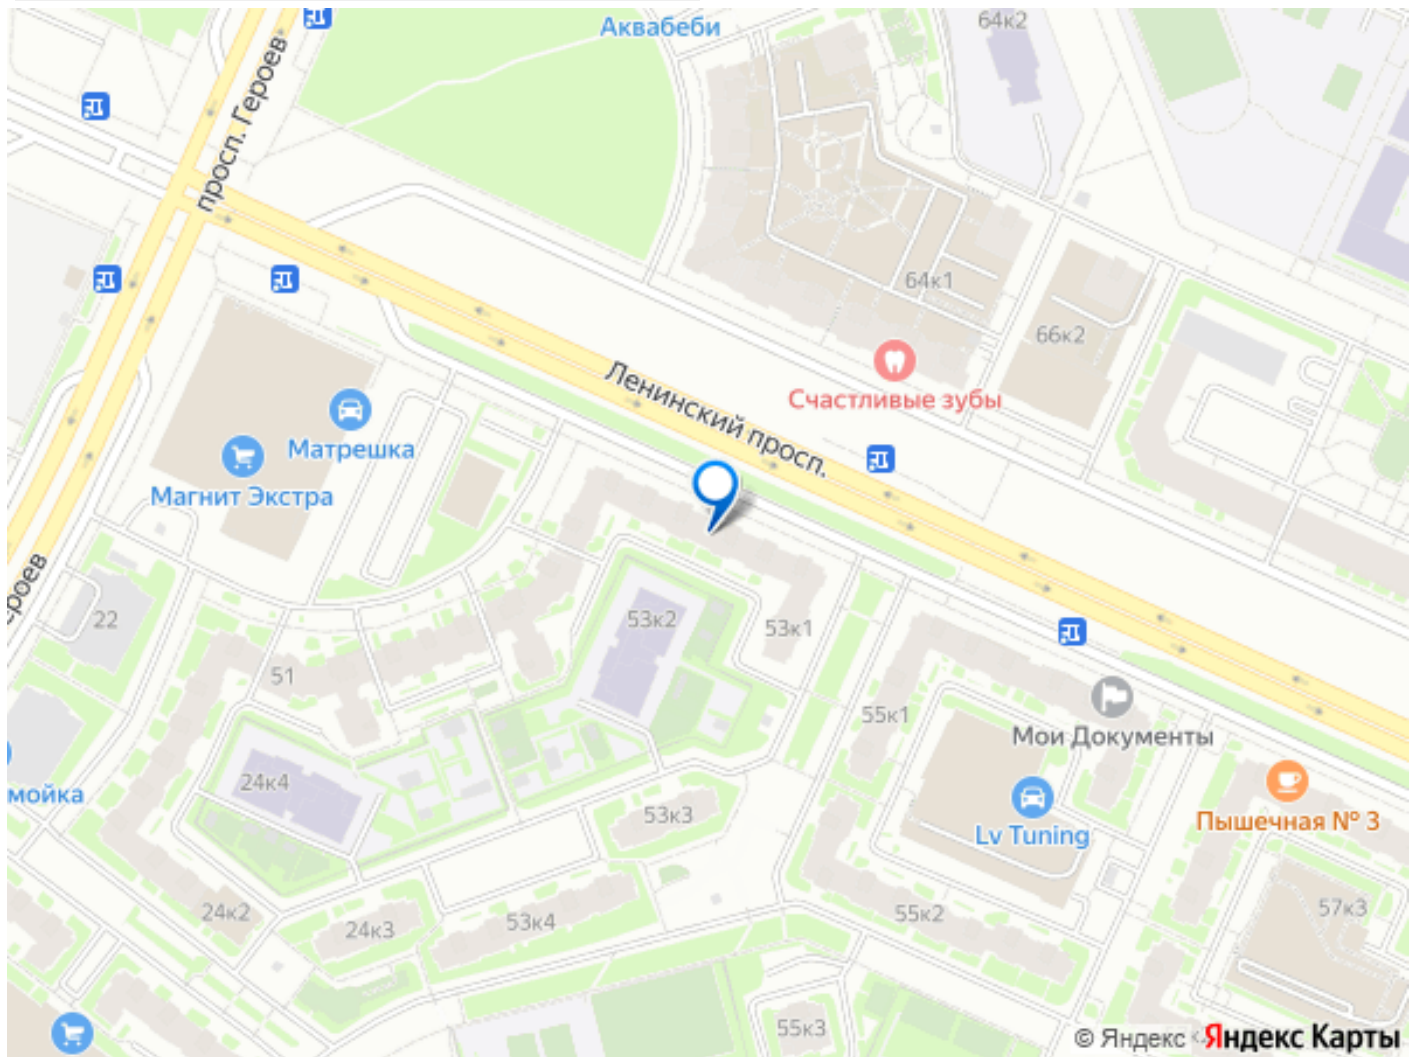 64к2
Аквабеби
просп. Героев
64к1
66к2
Ленинский просп.
Счастливые зубы
Матрешка
Магнит Экстра
ероев
22
53к2
53к1
51
55к1
Мои Документы
24к4
мойка
53к3
Lv Tuning
Пышечная № 3
24к2
24к3
53к4
55к2
57к3
55к3
© Яндекс Яндекс Карты